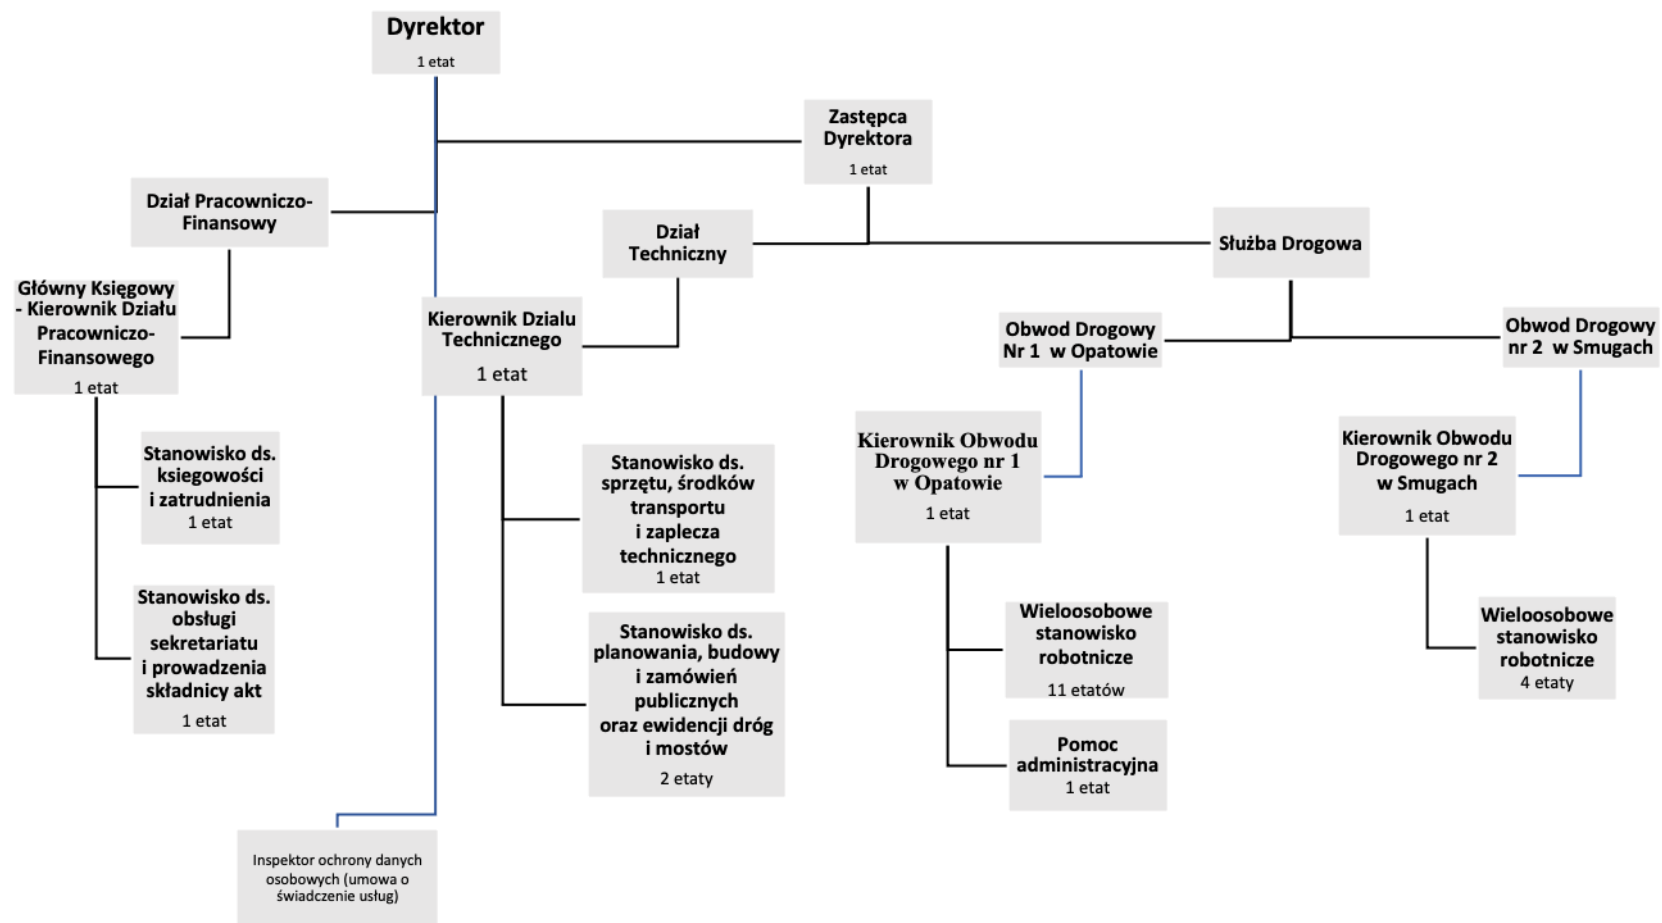 Dyrektor
1 etat
Zastępca
Dyrektora
1 etat
Dział Pracowniczo-
Finansowy
Dział
Techniczny
Służba Drogowa
Główny Księgowy
- Kierownik Działu
Pracowniczo-
Finansowego
1 etat
Kierownik Dzialu
Technicznego
1 etat
Obwod Drogowy
Nr 1 w Opatowie
Obwod Drogowy
nr 2 w Smugach
Stanowisko ds.
ksiegowości
i zatrudnienia
1 etat
Stanowisko ds.
obsługi
sekretariatu
i prowadzenia
składnicy akt
1 etat
Stanowisko ds.
sprzętu, środków
transportu
i zaplecza
technicznego
1 etat
Stanowisko ds.
planowania, budowy
i zamówień
publicznych
oraz ewidencji dróg
i mostów
2 etaty
Kierownik Obwodu
Drogowego nr 1
w Opatowie
1 etat
Kierownik Obwodu
Drogowego nr 2
w Smugach
1 etat
Wieloosobowe
stanowisko
robotnicze
11 etatów
Pomoc
administracyjna
1 etat
Wieloosobowe
stanowisko
robotnicze
4 etaty
Inspektor ochrony danych
osobowych (umowa o
świadczenie usług)